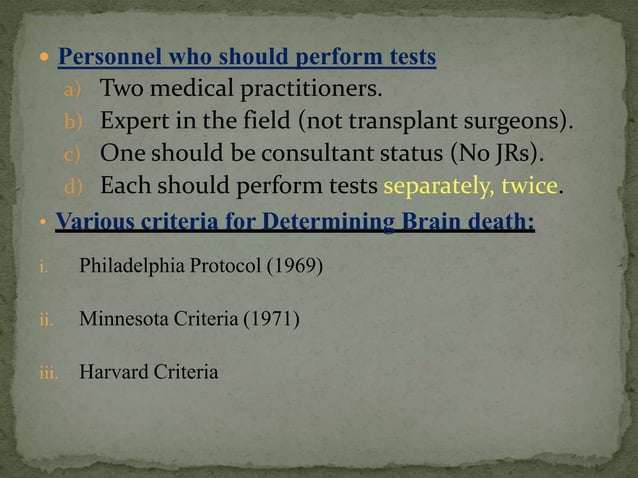 • Personnel who should perform tests
a) Two medical practitioners.
b) Expert in the field (not transplant surgeons).
c) One should be consultant status (No JRs).
d) Each should perform tests separately, twice.
• Various criteria for Determining Brain death:
i. Philadelphia Protocol (1969)
ii. Minnesota Criteria (1971)
iii. Harvard Criteria